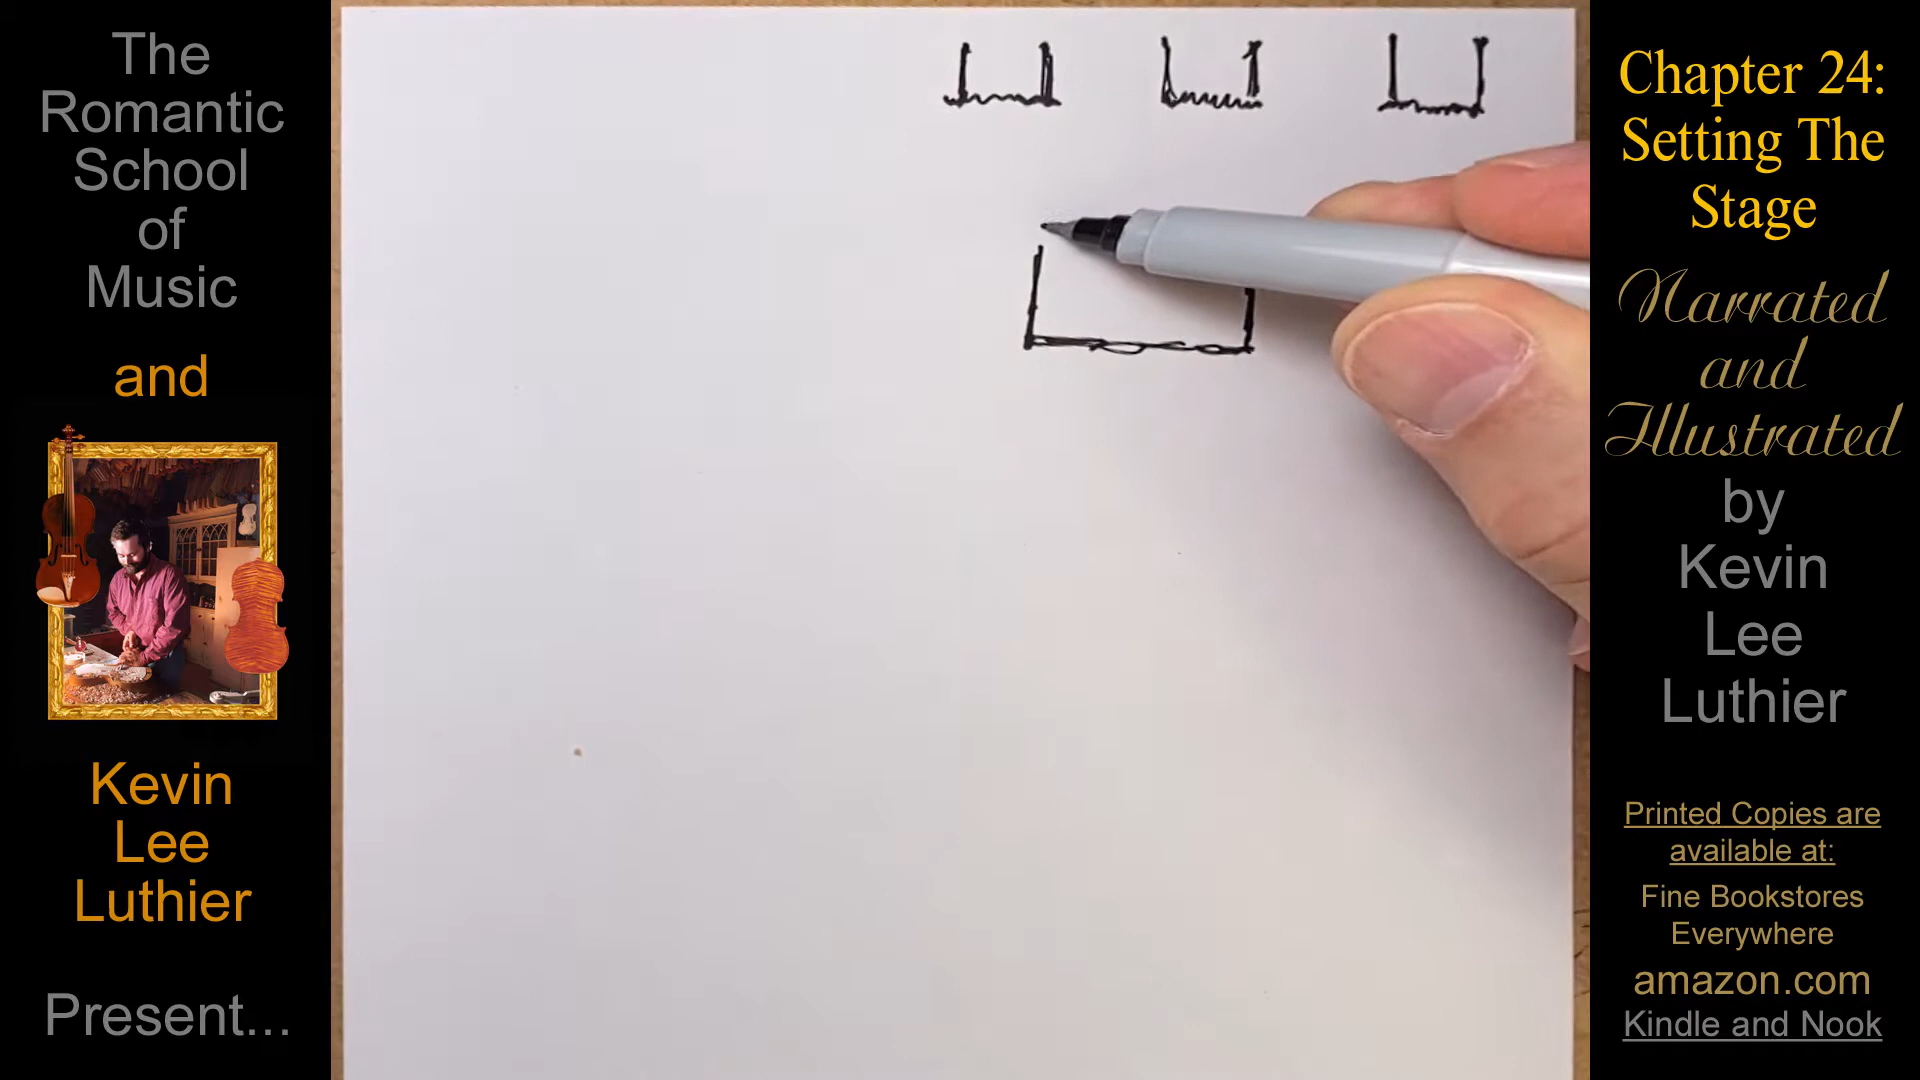 The
Romantic
School
of
Music
and
Kevin
Lee
Luthier
Present...
Chapter 24:
Setting The
Stage
Narrated
and
Illustrated
by
Kevin
Lee
Luthier
Printed Copies are
available at:
Fine Bookstores
Everywhere
amazon.com
Kindle and Nook